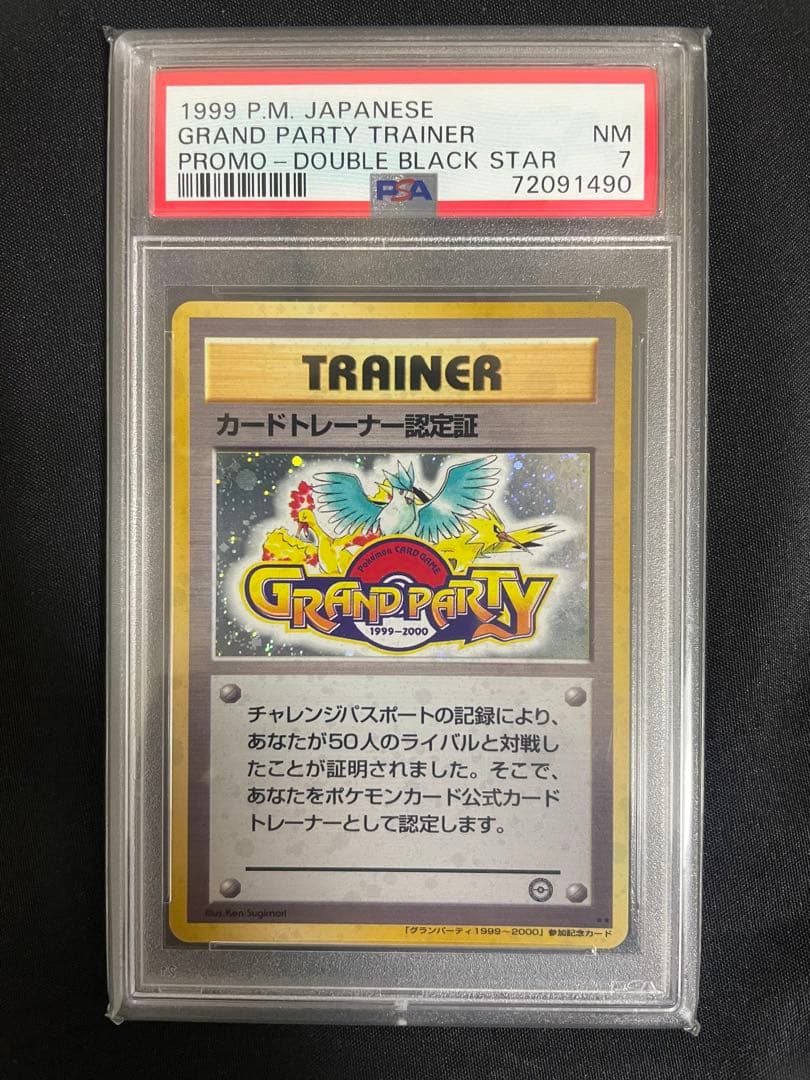 1999 P.M. JAPANESE
GRAND PARTY TRAINER NM
PROMO - DOUBLE BLACK STAR 7
PSA 72091490
TRAINER
カードトレーナー認定証
Pokémon CARD GAME
GRAND PARTY
1999-2000
チャレンジパスポートの記録により、
あなたが50人のライバルと対戦し
たことが証明されました。そこで、
あなたをポケモンカード公式カード
トレーナーとして認定します。
Illus. Ken Sugimori
「グランパーティ1999～2000」参加記念カード